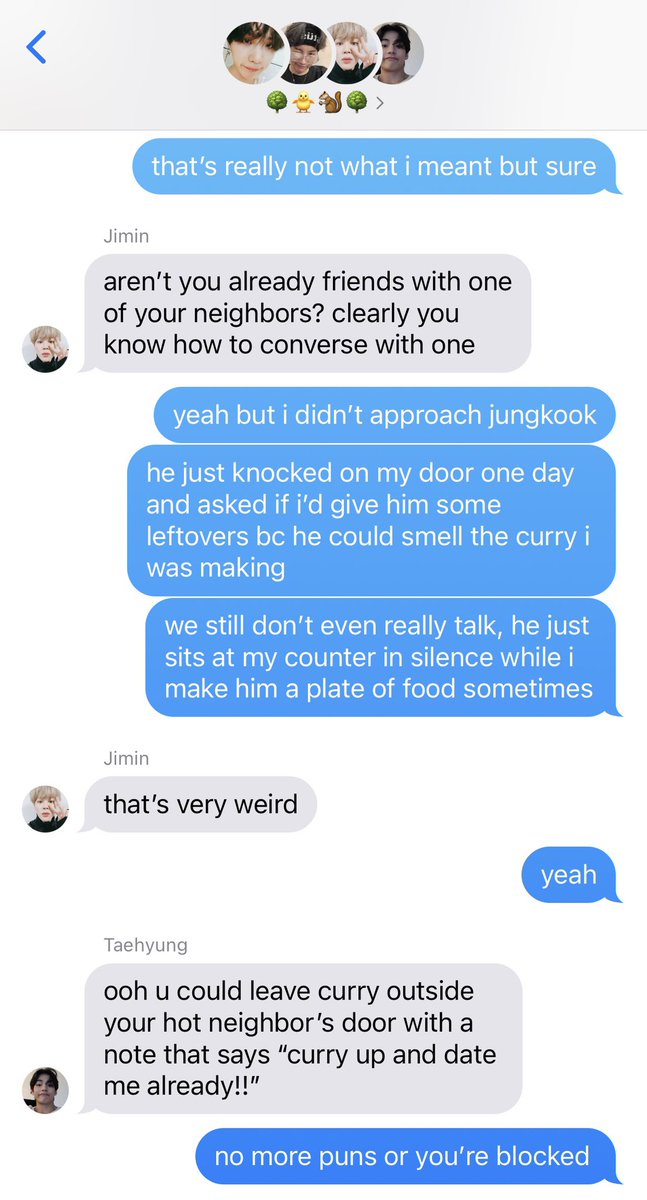 that’s really not what i meant but sure
Jimin
aren’t you already friends with one
of your neighbors? clearly you
know how to converse with one
yeah but i didn’t approach jungkook
he just knocked on my door one day
and asked if i’d give him some
leftovers bc he could smell the curry i
was making
we still don’t even really talk, he just
sits at my counter in silence while i
make him a plate of food sometimes
Jimin
that’s very weird
yeah
Taehyung
ooh u could leave curry outside
your hot neighbor’s door with a
note that says “curry up and date
me already!!”
no more puns or you’re blocked